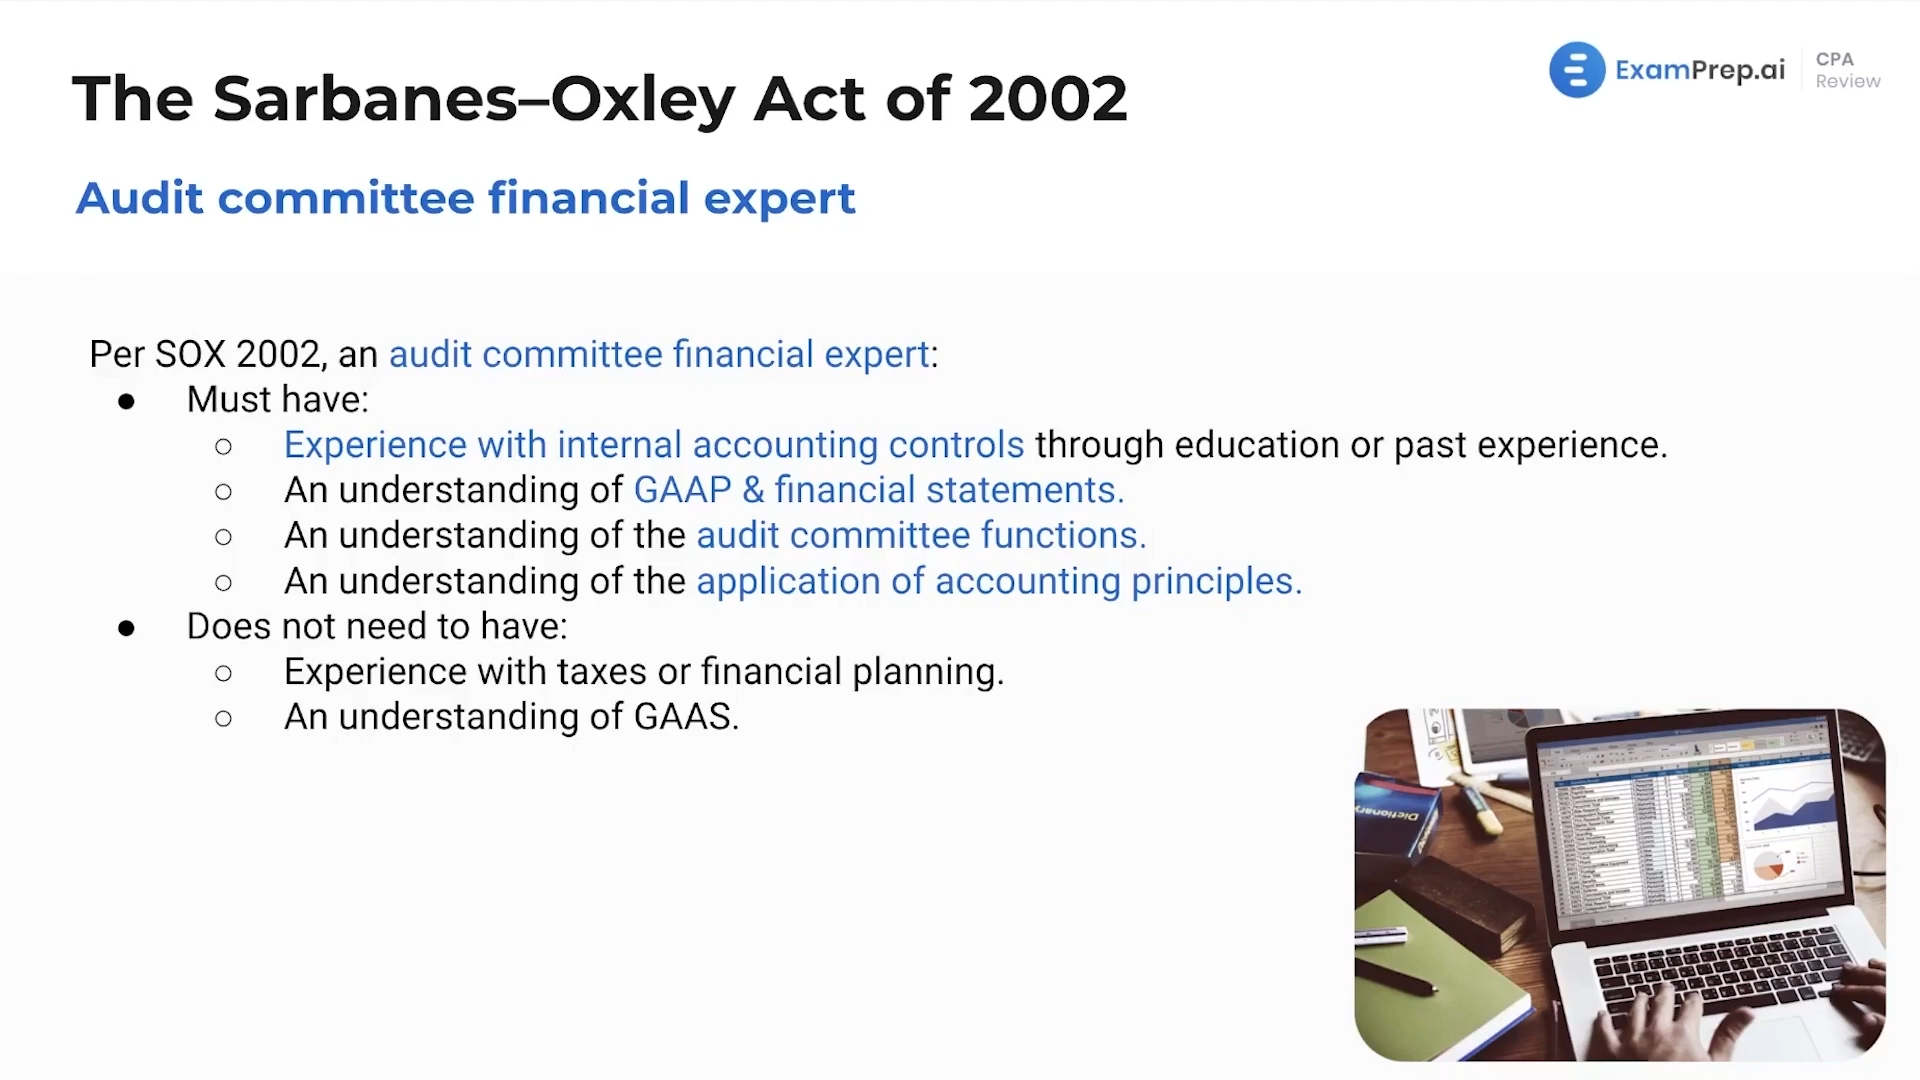 The Sarbanes–Oxley Act of 2002
ExamPrep.ai
CPA
Review
Audit committee financial expert
Per SOX 2002, an audit committee financial expert:
● Must have:
○ Experience with internal accounting controls through education or past experience.
○ An understanding of GAAP & financial statements.
○ An understanding of the audit committee functions.
○ An understanding of the application of accounting principles.
● Does not need to have:
○ Experience with taxes or financial planning.
○ An understanding of GAAS.
Dictionary